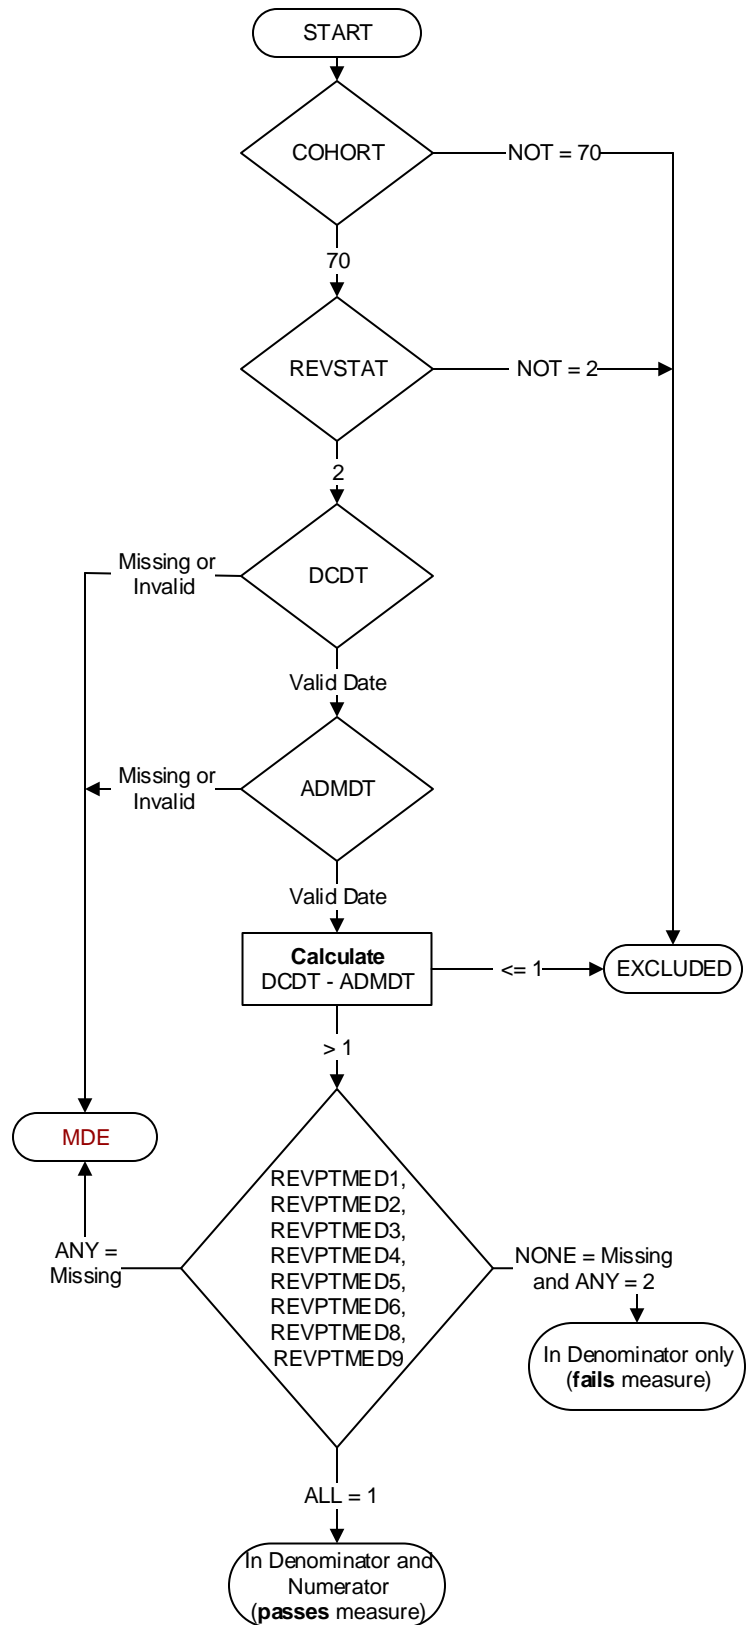 START
COHORT
NOT = 70
70
REVSTAT
NOT = 2
2
Missing or
Invalid
DCDT
Valid Date
Missing or
Invalid
ADMDT
Valid Date
Calculate
DCDT - ADMDT
<= 1
EXCLUDED
> 1
MDE
REVPTMED1,
REVPTMED2,
REVPTMED3,
REVPTMED4,
REVPTMED5,
REVPTMED6,
REVPTMED8,
REVPTMED9
ANY =
Missing
NONE = Missing
and ANY = 2
In Denominator only
(fails measure)
ALL = 1
In Denominator and
Numerator
(passes measure)